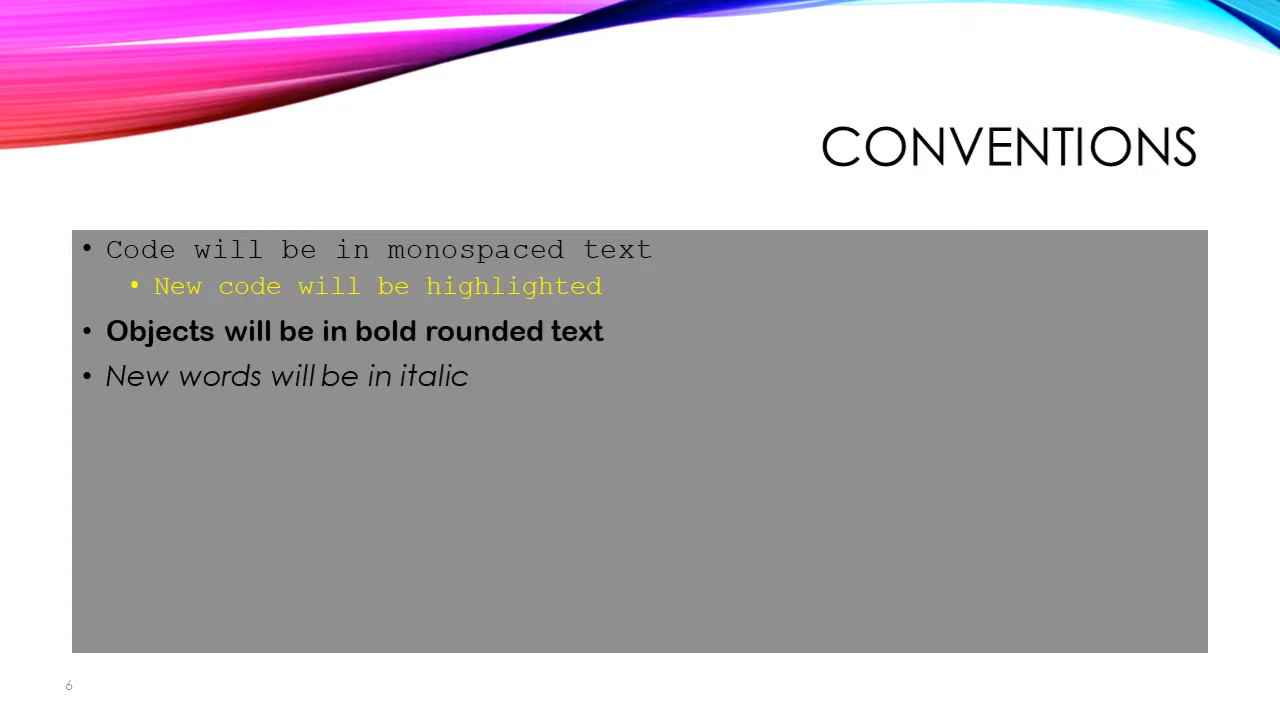 CONVENTIONS
• Code will be in monospaced text
• New code will be highlighted
• Objects will be in bold rounded text
• New words will be in italic
6